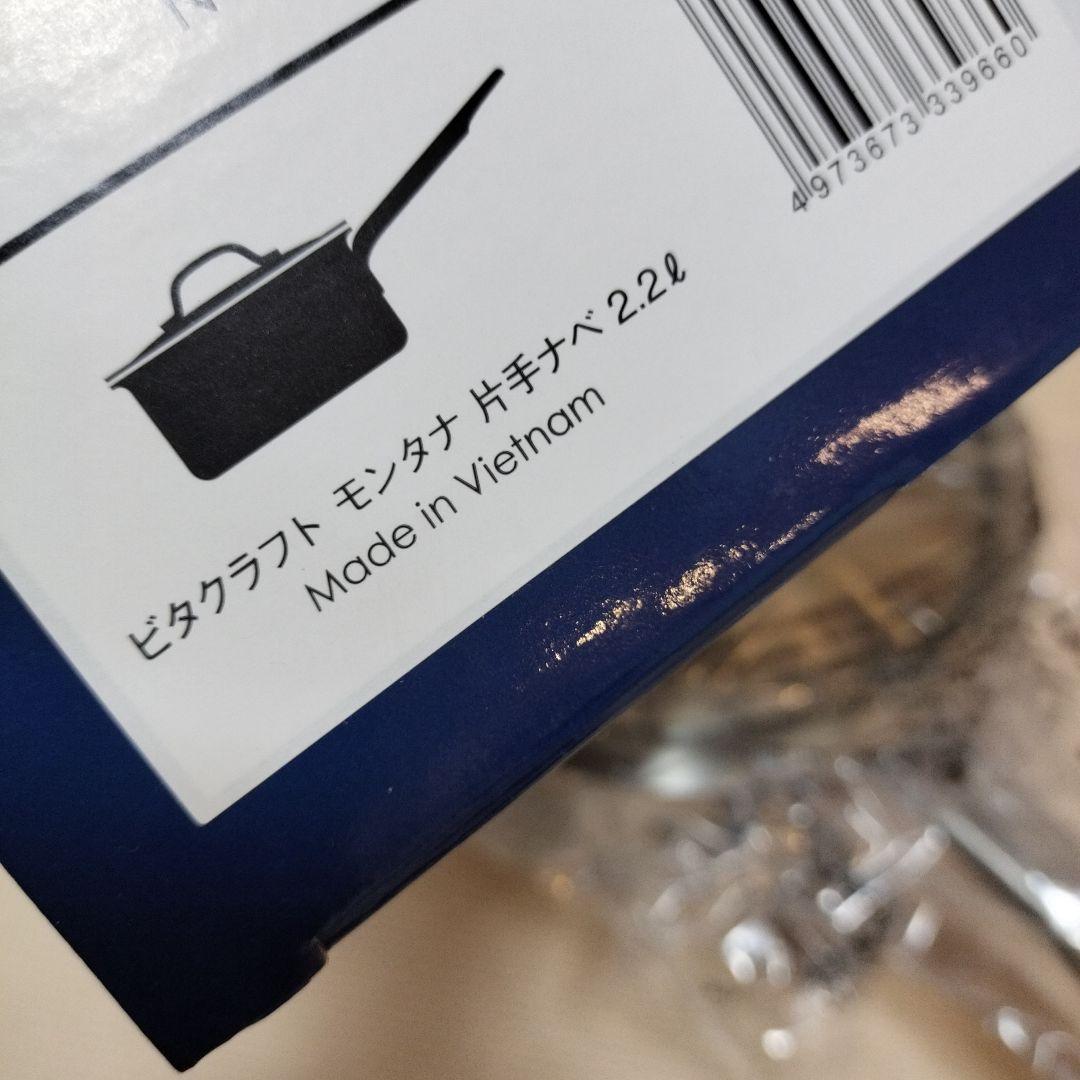 4973673339660
ビタクラフト モンタナ 片手ナベ 2.2ℓ
Made in Vietnam